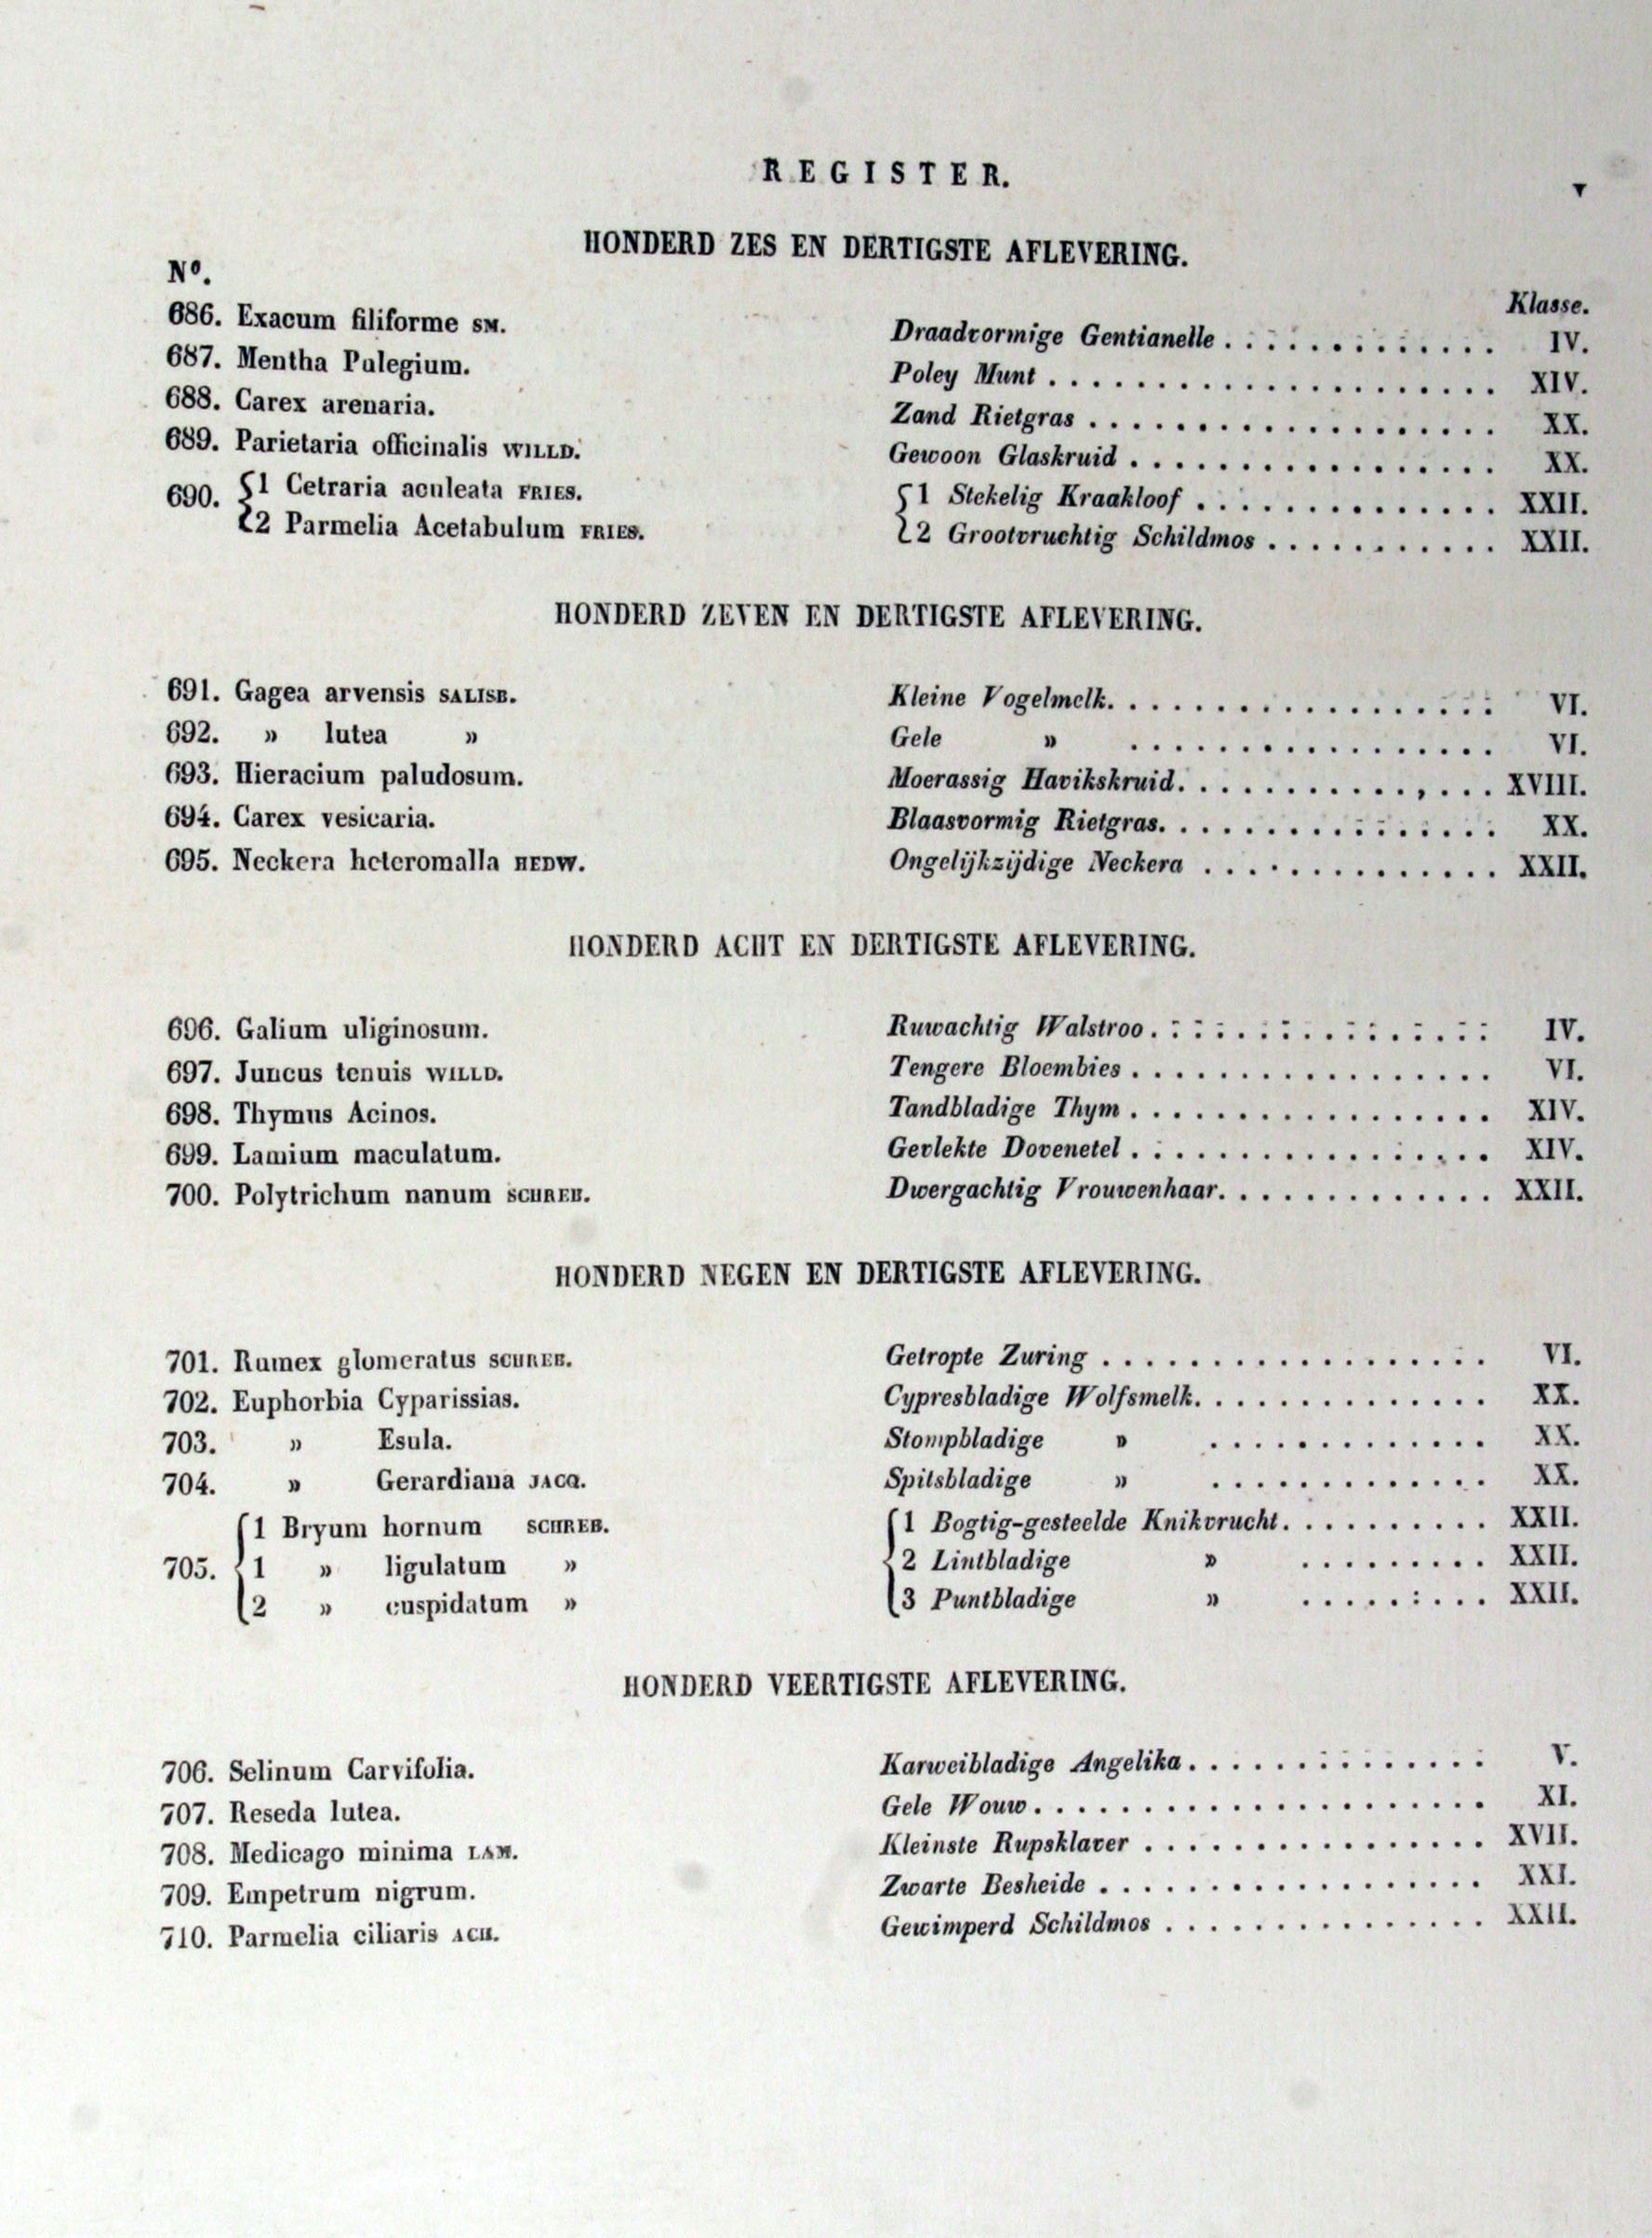 REGISTER.
V
HONDERD ZES EN DERTIGSTE AFLEVERING.
Nº.
Klasse.
686. Exacum filiforme SM. Draadvormige Gentianelle . . . . . . . . . . . . . IV.
687. Mentha Pulegium. Poley Munt . . . . . . . . . . . . . . . . . . . . . XIV.
688. Carex arenaria. Zand Rietgras . . . . . . . . . . . . . . . . . . . XX.
689. Parietaria officinalis WILLD. Gewoon Glaskruid . . . . . . . . . . . . . . . . . XX.
690. {1 Cetraria aculeata FRIES. {1 Stekelig Kraakloof . . . . . . . . . . . . . . XXII.
{2 Parmelia Acetabulum FRIES. {2 Grootvruchtig Schildmos . . . . . . . . . . . XXII.
HONDERD ZEVEN EN DERTIGSTE AFLEVERING.
691. Gagea arvensis SALISB. Kleine Vogelmelk. . . . . . . . . . . . . . . . . . VI.
692. » lutea » Gele » . . . . . . . . . . . . . . . . . VI.
693. Hieracium paludosum. Moerassig Havikskruid. . . . . . . . . . . , . . . XVIII.
694. Carex vesicaria. Blaasvormig Rietgras. . . . . . . . . . . . . . . . XX.
695. Neckera heteromalla HEDW. Ongelijkzijdige Neckera . . . . . . . . . . . . . . XXII.
HONDERD ACHT EN DERTIGSTE AFLEVERING.
696. Galium uliginosum. Ruwachtig Walstroo . . . . . . . . . . . . . . . . IV.
697. Juncus tenuis WILLD. Tengere Bloembies . . . . . . . . . . . . . . . . . VI.
698. Thymus Acinos. Tandbladige Thym . . . . . . . . . . . . . . . . . XIV.
699. Lamium maculatum. Gevlekte Dovenetel . . . . . . . . . . . . . . . . . XIV.
700. Polytrichum nanum SCHREB. Dwergachtig Vrouwenhaar. . . . . . . . . . . . . XXII.
HONDERD NEGEN EN DERTIGSTE AFLEVERING.
701. Rumex glomeratus SCHREB. Getropte Zuring . . . . . . . . . . . . . . . . . . VI.
702. Euphorbia Cyparissias. Cypresbladige Wolfsmelk. . . . . . . . . . . . . . XX.
703. » Esula. Stompbladige » . . . . . . . . . . . . . XX.
704. » Gerardiana JACQ. Spitsbladige » . . . . . . . . . . . . . XX.
{1 Bryum hornum SCHREB. {1 Bogtig-gesteelde Knikvrucht. . . . . . . . . . XXII.
705. {1 » ligulatum » {2 Lintbladige » . . . . . . . . . XXII.
{2 » cuspidatum » {3 Puntbladige » . . . . . : . . . XXII.
HONDERD VEERTIGSTE AFLEVERING.
706. Selinum Carvifolia. Karweibladige Angelika . . . . . . . . . . . . . . V.
707. Reseda lutea. Gele Wouw. . . . . . . . . . . . . . . . . . . . . XI.
708. Medicago minima LAM. Kleinste Rupsklaver . . . . . . . . . . . . . . . . XVII.
709. Empetrum nigrum. Zwarte Besheide . . . . . . . . . . . . . . . . . . XXI.
710. Parmelia ciliaris ACH. Gewimperd Schildmos . . . . . . . . . . . . . . . XXII.